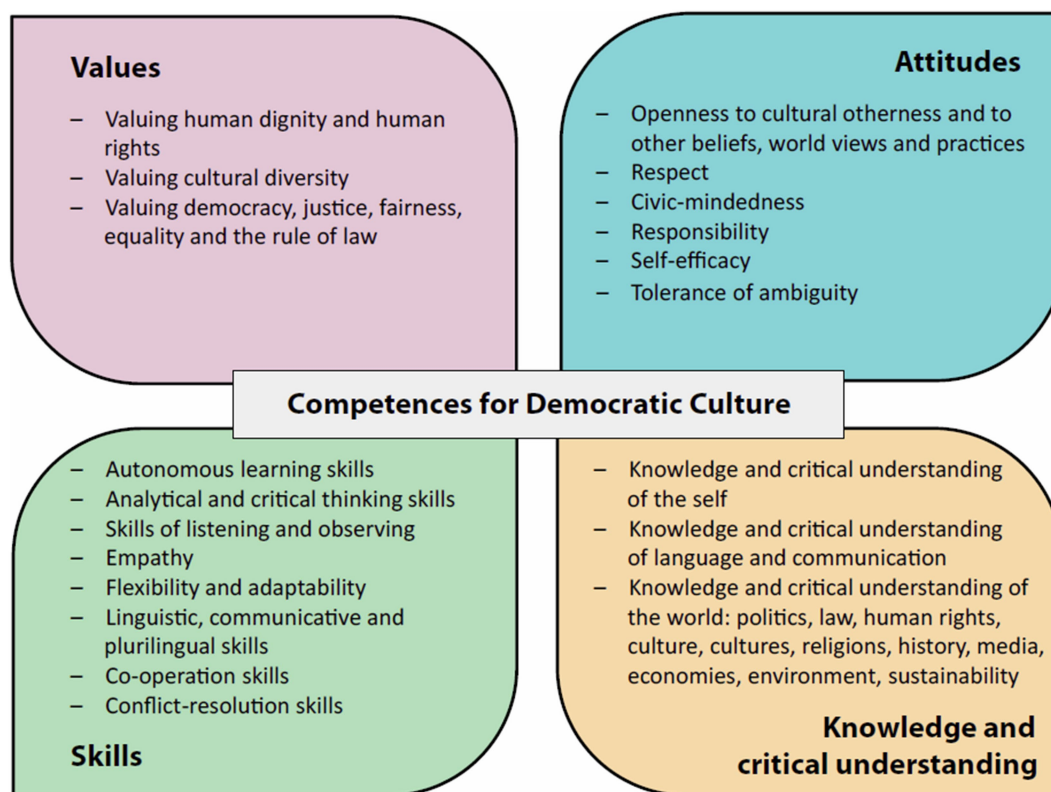 Values
– Valuing human dignity and human
rights
– Valuing cultural diversity
– Valuing democracy, justice, fairness,
equality and the rule of law
Attitudes
– Openness to cultural otherness and to
other beliefs, world views and practices
– Respect
– Civic-mindedness
– Responsibility
– Self-efficacy
– Tolerance of ambiguity
Competences for Democratic Culture
– Autonomous learning skills
– Analytical and critical thinking skills
– Skills of listening and observing
– Empathy
– Flexibility and adaptability
– Linguistic, communicative and
plurilingual skills
– Co-operation skills
– Conflict-resolution skills
Skills
– Knowledge and critical understanding
of the self
– Knowledge and critical understanding
of language and communication
– Knowledge and critical understanding of
the world: politics, law, human rights,
culture, cultures, religions, history, media,
economies, environment, sustainability
Knowledge and
critical understanding